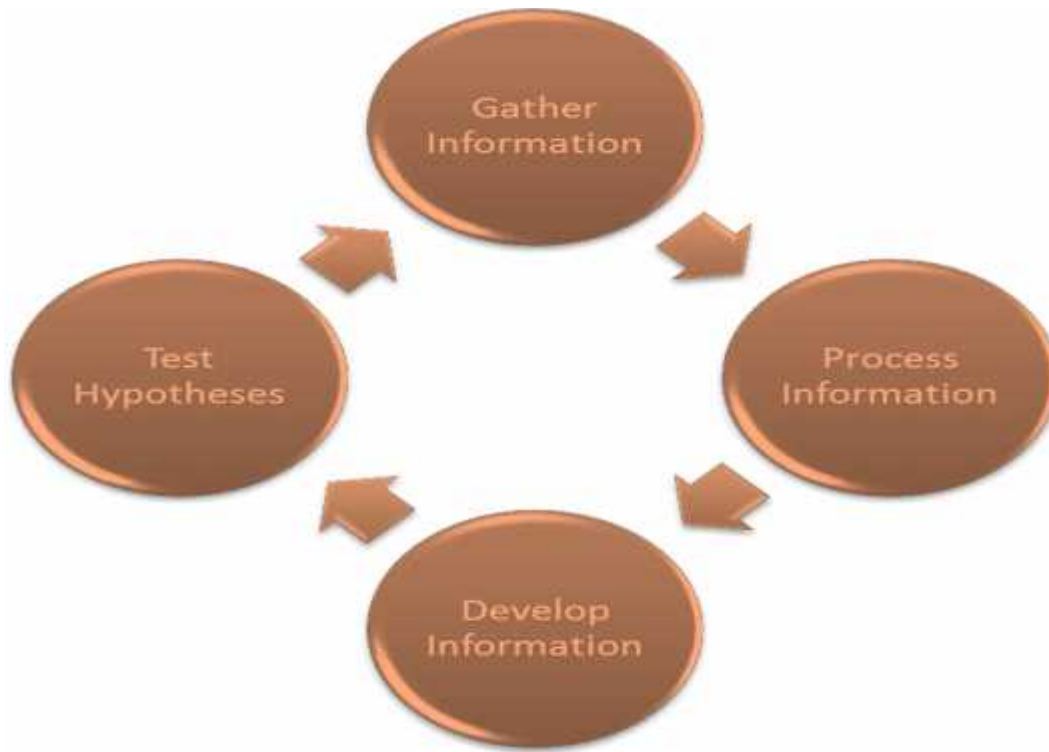 Gather
Information
Process
Information
Develop
Information
Test
Hypotheses